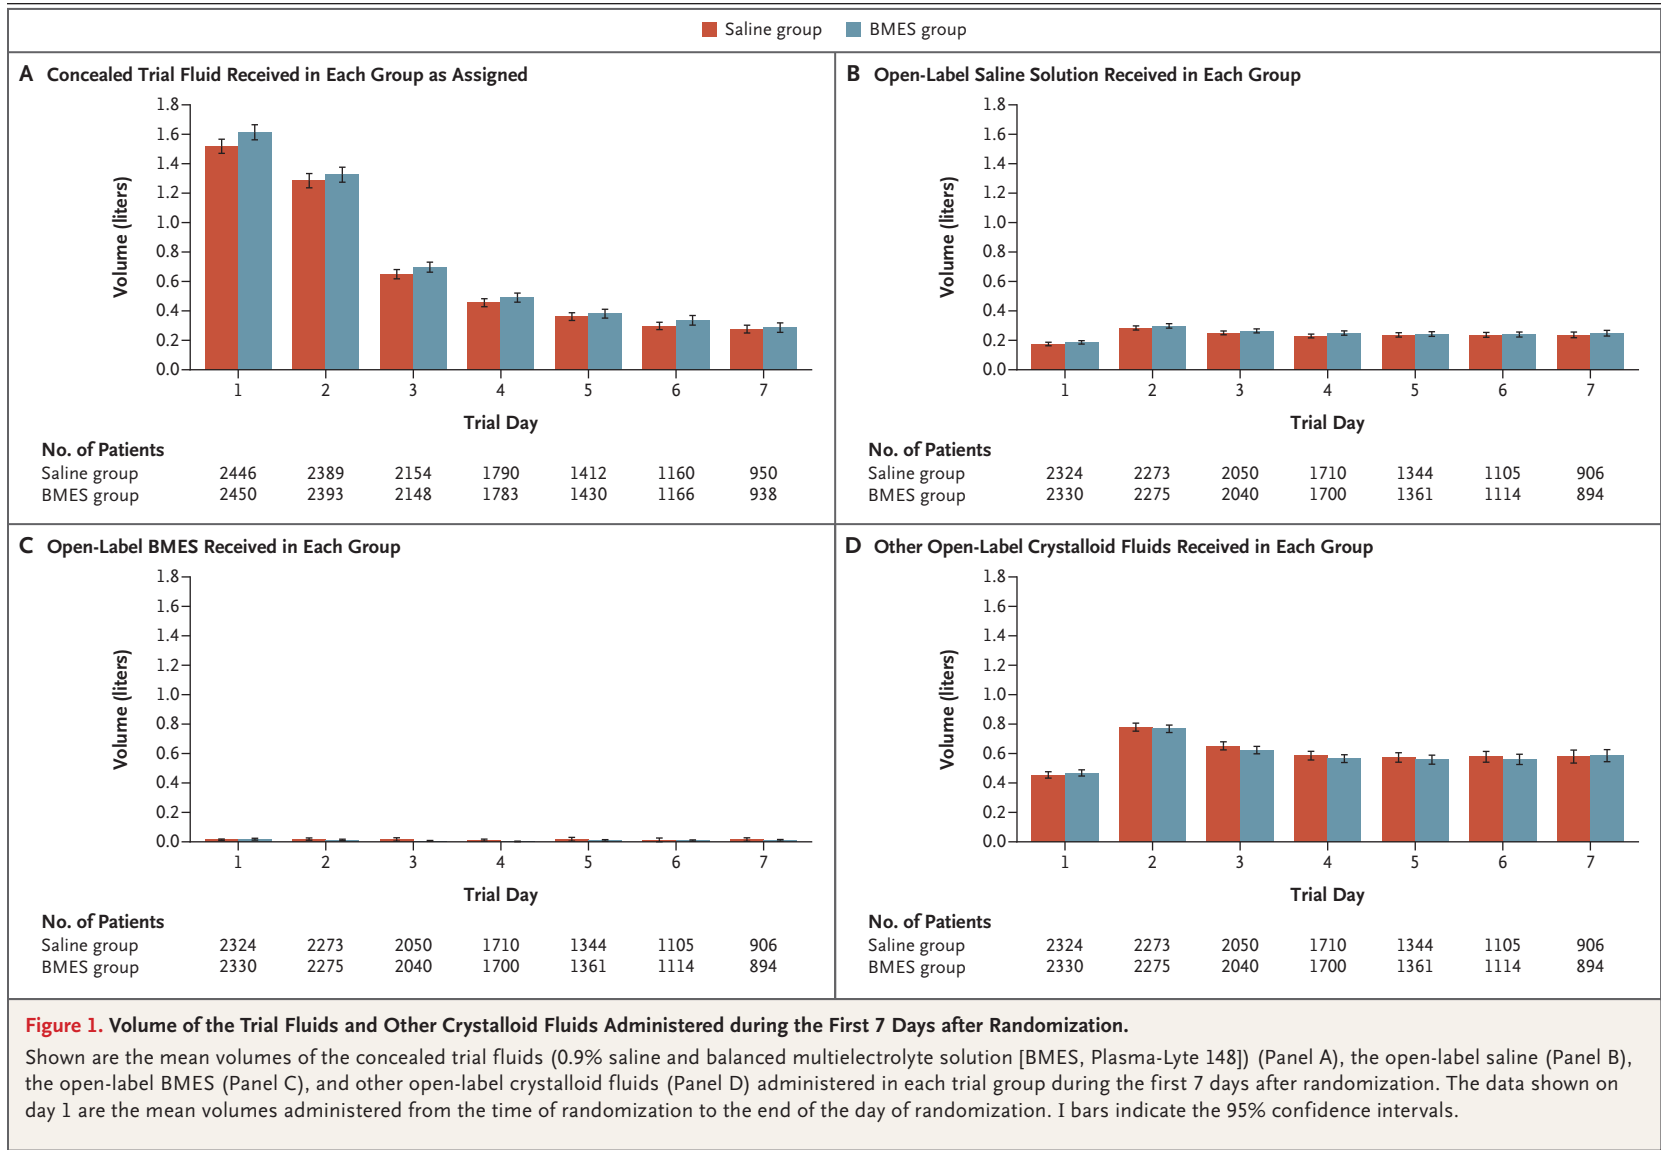 Saline group BMES group
A Concealed Trial Fluid Received in Each Group as Assigned
Volume (liters)
1.8
1.6
1.4
1.2
1.0
0.8
0.6
0.4
0.2
0.0
1 2 3 4 5 6 7
Trial Day
No. of Patients
Saline group 2446 2389 2154 1790 1412 1160 950
BMES group 2450 2393 2148 1783 1430 1166 938
B Open-Label Saline Solution Received in Each Group
Volume (liters)
1.8
1.6
1.4
1.2
1.0
0.8
0.6
0.4
0.2
0.0
1 2 3 4 5 6 7
Trial Day
No. of Patients
Saline group 2324 2273 2050 1710 1344 1105 906
BMES group 2330 2275 2040 1700 1361 1114 894
C Open-Label BMES Received in Each Group
Volume (liters)
1.8
1.6
1.4
1.2
1.0
0.8
0.6
0.4
0.2
0.0
1 2 3 4 5 6 7
Trial Day
No. of Patients
Saline group 2324 2273 2050 1710 1344 1105 906
BMES group 2330 2275 2040 1700 1361 1114 894
D Other Open-Label Crystalloid Fluids Received in Each Group
Volume (liters)
1.8
1.6
1.4
1.2
1.0
0.8
0.6
0.4
0.2
0.0
1 2 3 4 5 6 7
Trial Day
No. of Patients
Saline group 2324 2273 2050 1710 1344 1105 906
BMES group 2330 2275 2040 1700 1361 1114 894
Figure 1. Volume of the Trial Fluids and Other Crystalloid Fluids Administered during the First 7 Days after Randomization.
Shown are the mean volumes of the concealed trial fluids (0.9% saline and balanced multielectrolyte solution [BMES, Plasma-Lyte 148]) (Panel A), the open-label saline (Panel B),
the open-label BMES (Panel C), and other open-label crystalloid fluids (Panel D) administered in each trial group during the first 7 days after randomization. The data shown on
day 1 are the mean volumes administered from the time of randomization to the end of the day of randomization. I bars indicate the 95% confidence intervals.